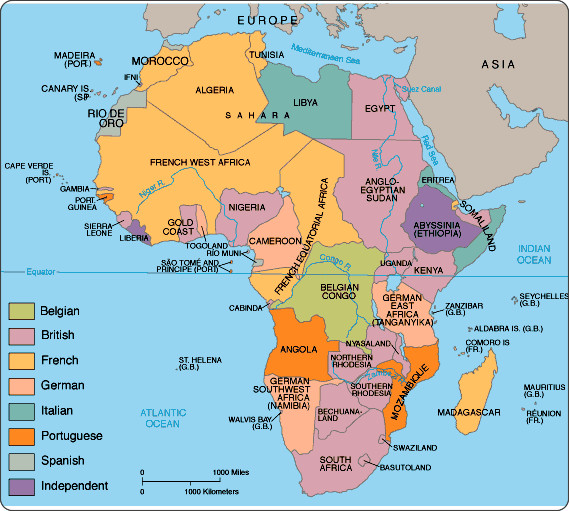 EUROPE
ASIA
MADEIRA
(PORT.)
TUNISIA
Mediterranean Sea
MOROCCO
IFNI
CANARY IS.
(SP.)
ALGERIA
LIBYA
EGYPT
Suez Canal
RIO DE
ORO
SAHARA
Nile R.
Red Sea
CAPE VERDE
IS.
(PORT.)
FRENCH WEST AFRICA
Niger R.
ANGLO-
EGYPTIAN
SUDAN
ERITREA
GAMBIA
PORT.
GUINEA
NIGERIA
FRENCH EQUATORIAL AFRICA
ABYSSINIA
(ETHIOPIA)
SOMALILAND
SIERRA
LEONE
LIBERIA
GOLD
COAST
TOGOLAND
CAMEROON
RIO MUNI
SÃO TOMÉ AND
PRINCIPE (PORT)
INDIAN
OCEAN
Equator
Congo R.
UGANDA
KENYA
BELGIAN
CONGO
CABINDA
GERMAN
EAST
AFRICA
(TANGANYIKA)
ZANZIBAR
(G.B.)
SEYCHELLES
(G.B.)
ALDABRA IS. (G.B.)
COMORO IS
(FR.)
Belgian
British
French
German
Italian
Portuguese
Spanish
Independent
ST. HELENA
(G.B.)
ANGOLA
NYASALAND
NORTHERN
RHODESIA
Zambezi R.
SOUTHERN
RHODESIA
MOZAMBIQUE
MADAGASCAR
MAURITIUS
(G.B.)
RÉUNION
(FR.)
GERMAN
SOUTHWEST
AFRICA
(NAMIBIA)
WALVIS BAY
(G.B.)
BECHUANA-
LAND
ATLANTIC
OCEAN
SWAZILAND
BASUTOLAND
SOUTH
AFRICA
0 1000 Miles
0 1000 Kilometers